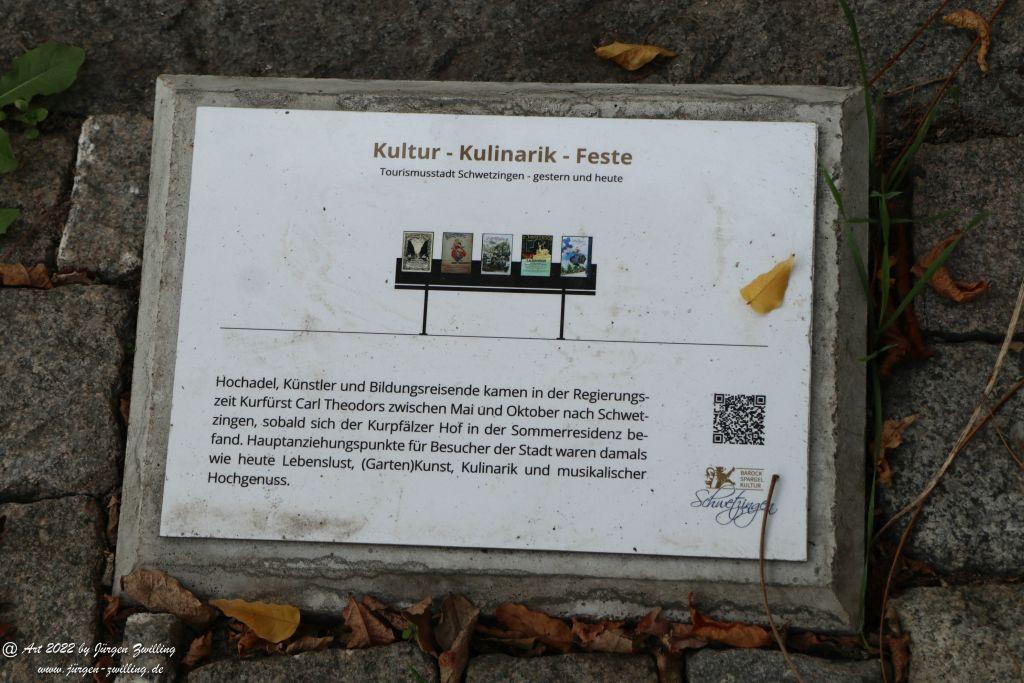 Kultur - Kulinarik - Feste
Tourismusstadt Schwetzingen - gestern und heute
Hochadel, Künstler und Bildungsreisende kamen in der Regierungs-
zeit Kurfürst Carl Theodors zwischen Mai und Oktober nach Schwet-
zingen, sobald sich der Kurpfälzer Hof in der Sommerresidenz be-
fand. Hauptanziehungspunkte für Besucher der Stadt waren damals
wie heute Lebenslust, (Garten)Kunst, Kulinarik und musikalischer
Hochgenuss.
BAROCK
SPARGEL
KULTUR
Schwetzingen
@ Art 2022 by Jürgen Zwilling
www.jürgen-zwilling.de